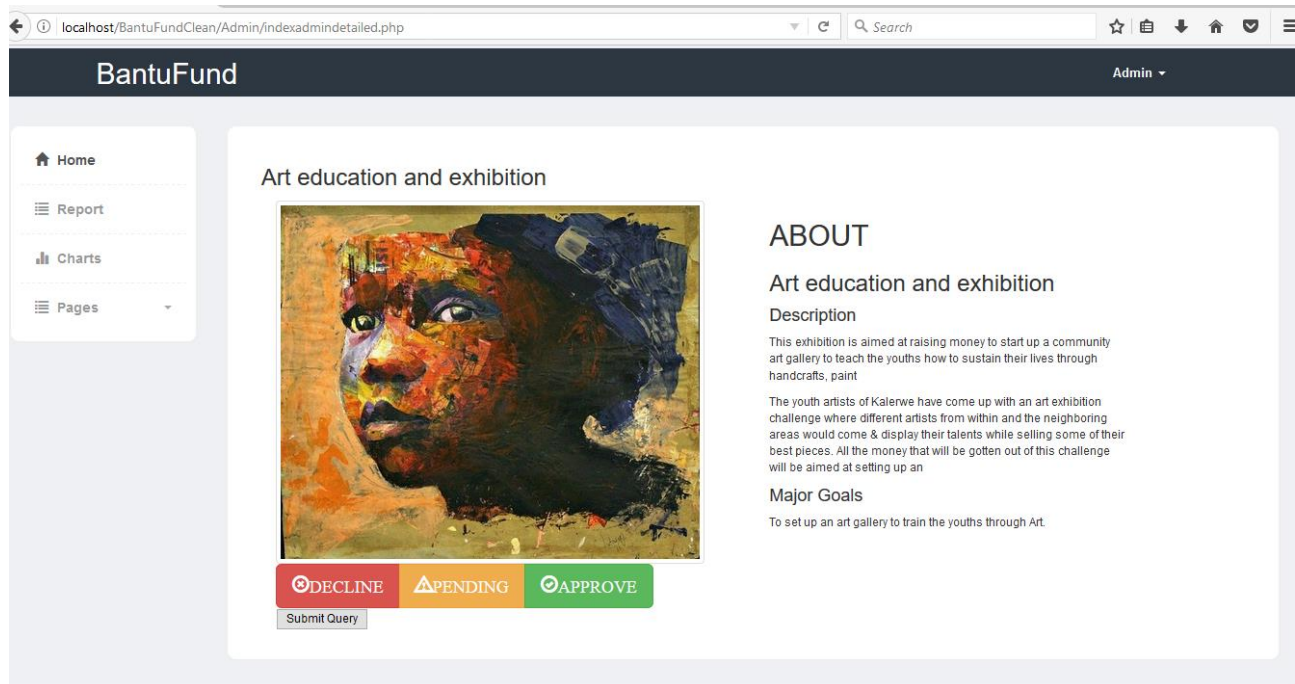 localhost/BantuFundClean/Admin/indexadmindetailed.php
Search
BantuFund
Admin
Home
Report
Charts
Pages
Art education and exhibition
ABOUT
Art education and exhibition
Description
This exhibition is aimed at raising money to start up a community
art gallery to teach the youths how to sustain their lives through
handcrafts, paint
The youth artists of Kalerwe have come up with an art exhibition
challenge where different artists from within and the neighboring
areas would come & display their talents while selling some of their
best pieces. All the money that will be gotten out of this challenge
will be aimed at setting up an
Major Goals
To set up an art gallery to train the youths through Art.
DECLINE PENDING APPROVE
Submit Query